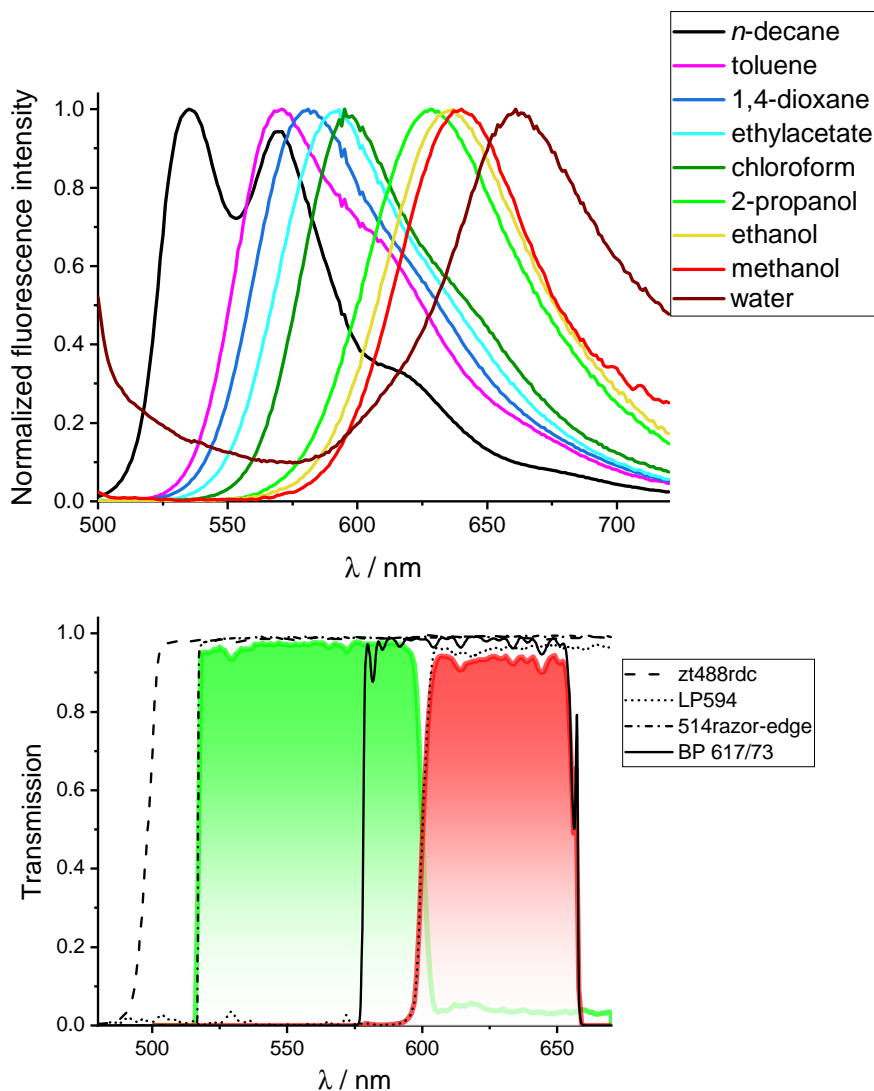 n-decane
toluene
1,4-dioxane
ethylacetate
chloroform
2-propanol
ethanol
methanol
water
Normalized fluorescence intensity
1.0
0.8
0.6
0.4
0.2
0.0
500 550 600 650 700
λ / nm
Transmission
1.0
0.8
0.6
0.4
0.2
0.0
zt488rdc
LP594
514razor-edge
BP 617/73
500 550 600 650
λ / nm